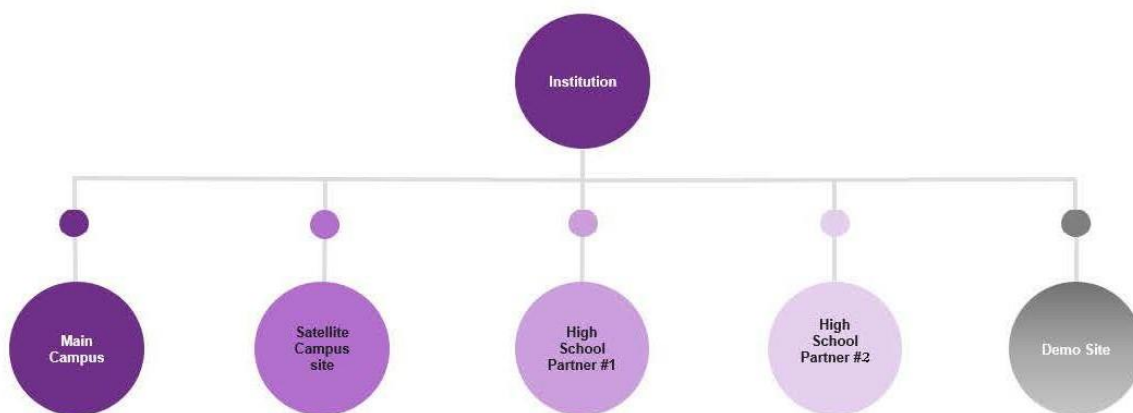 Institution
Main
Campus
Satellite
Campus
site
High
School
Partner #1
High
School
Partner #2
Demo Site